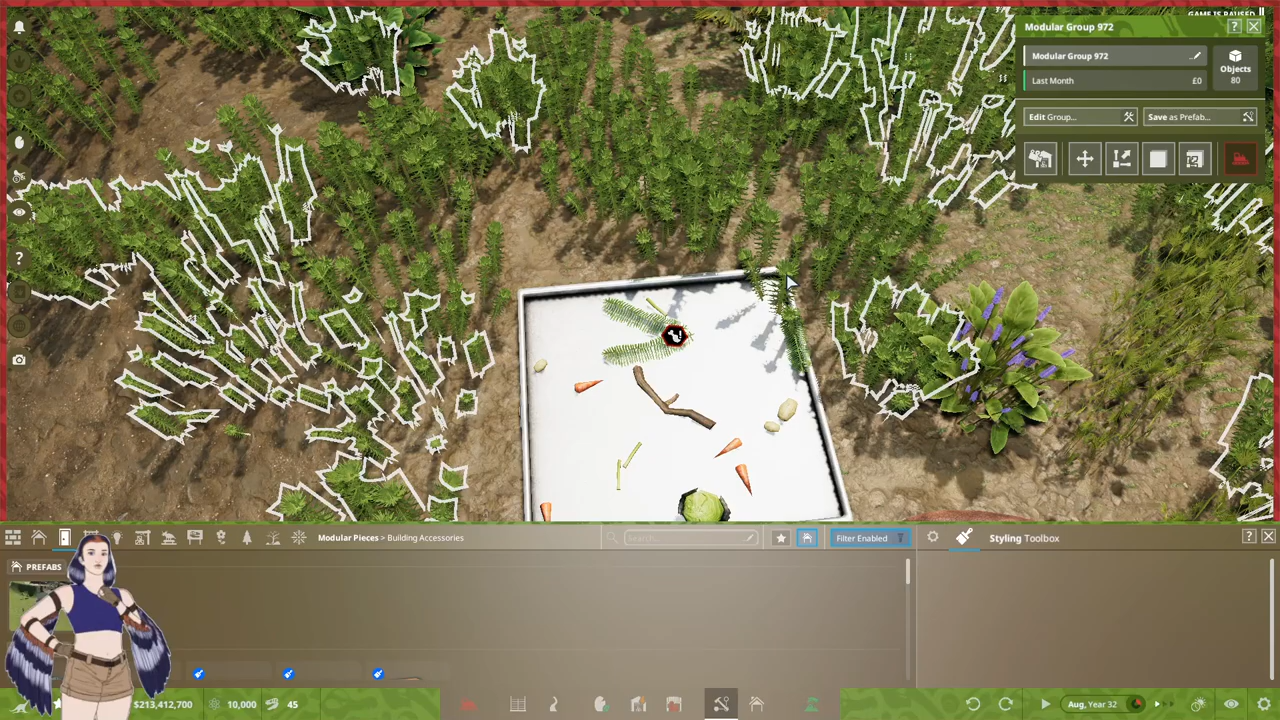 GAME IS PAUSED
Modular Group 972
?
Modular Group 972
Objects
80
Last Month £0
Edit Group...
Save as Prefab...
?
Modular Pieces > Building Accessories
Search...
Filter Enabled
Styling Toolbox
?
PREFABS
$213,412,700
10,000
45
Aug, Year 32